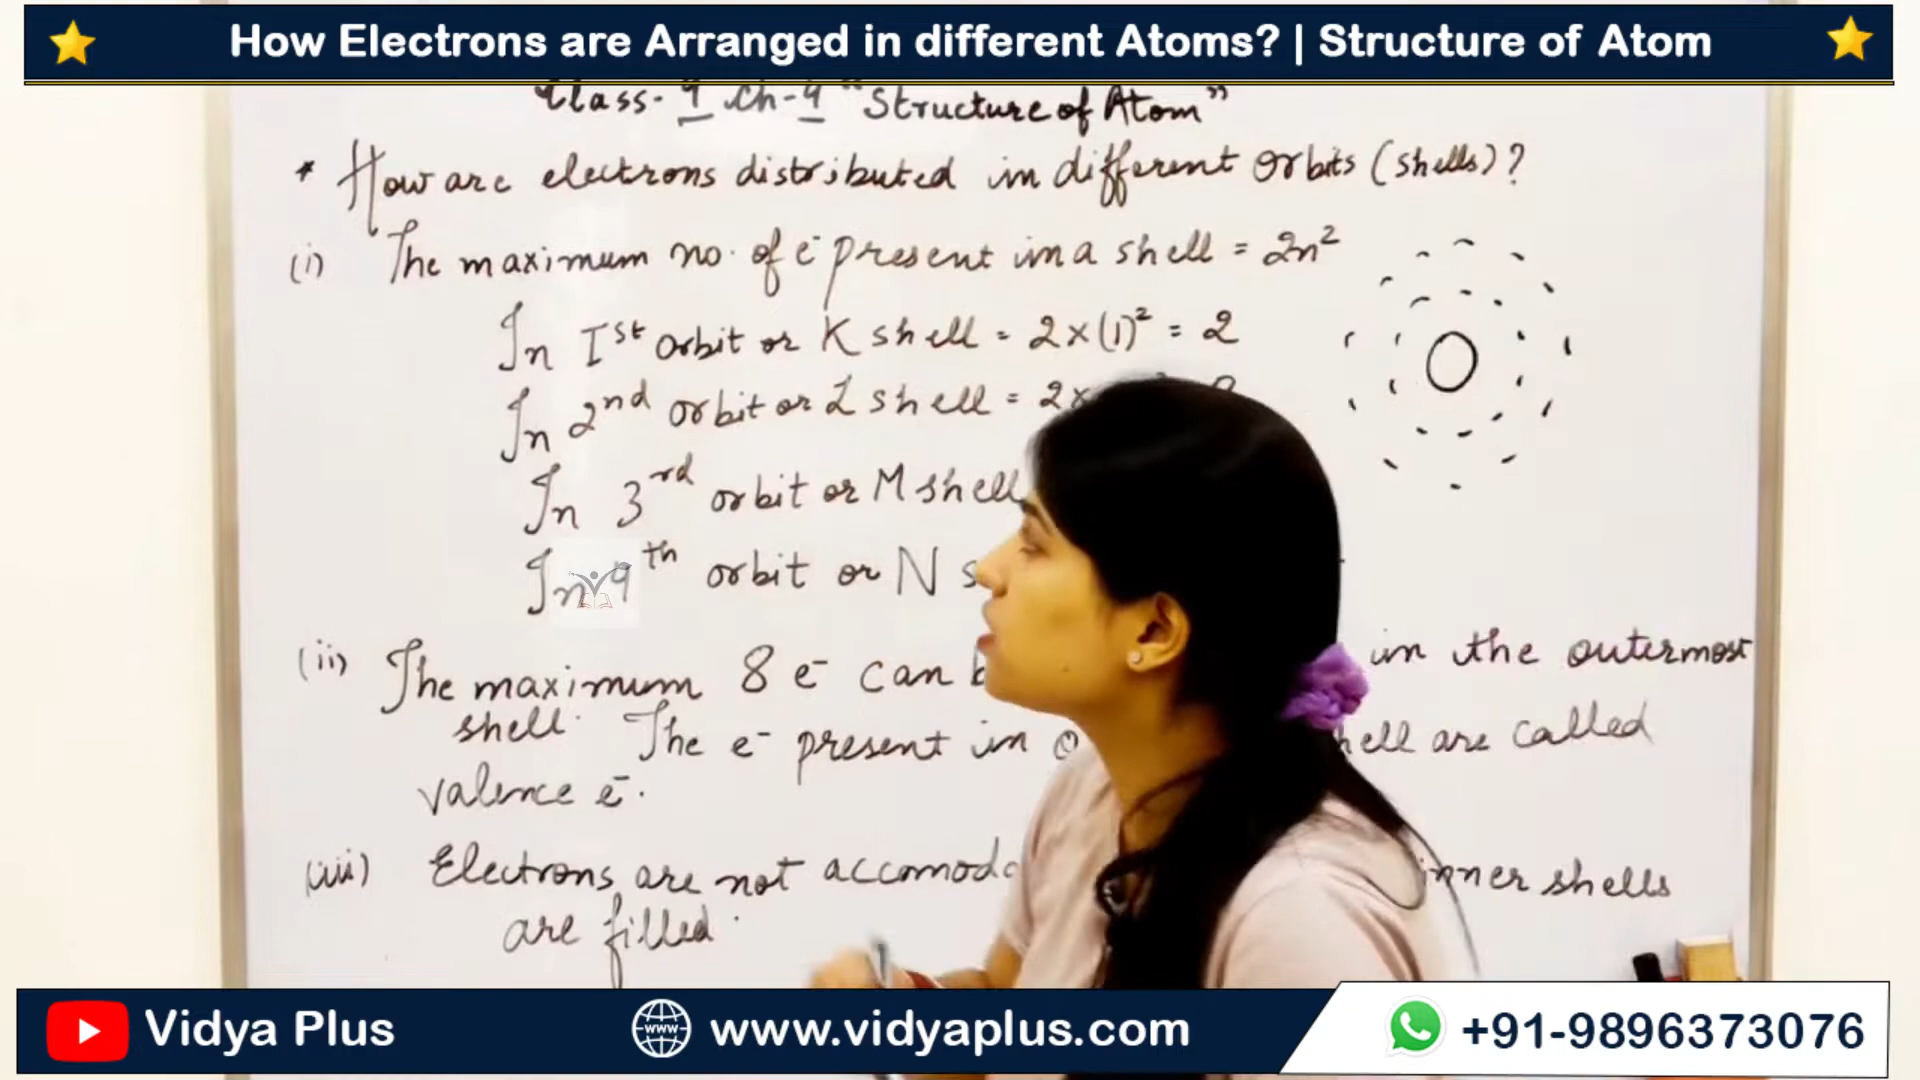 How Electrons are Arranged in different Atoms? | Structure of Atom
Class- 9 Ch-4 "Structure of Atom"
* How are electrons distributed in different Orbits (Shells)?
(i) The maximum no. of e⁻ present in a shell = 2n²
In Iˢᵗ orbit or K shell = 2×(1)² = 2
In 2ⁿᵈ orbit or L shell = 2×
In 3ʳᵈ orbit or M shell
In 4ᵗʰ orbit or N
(ii) The maximum 8 e⁻ can in the outermost
shell. The e⁻ present in are called
valence e⁻.
(iii) Electrons are not shells
are filled.
Vidya Plus
www
www.vidyaplus.com
+91-9896373076